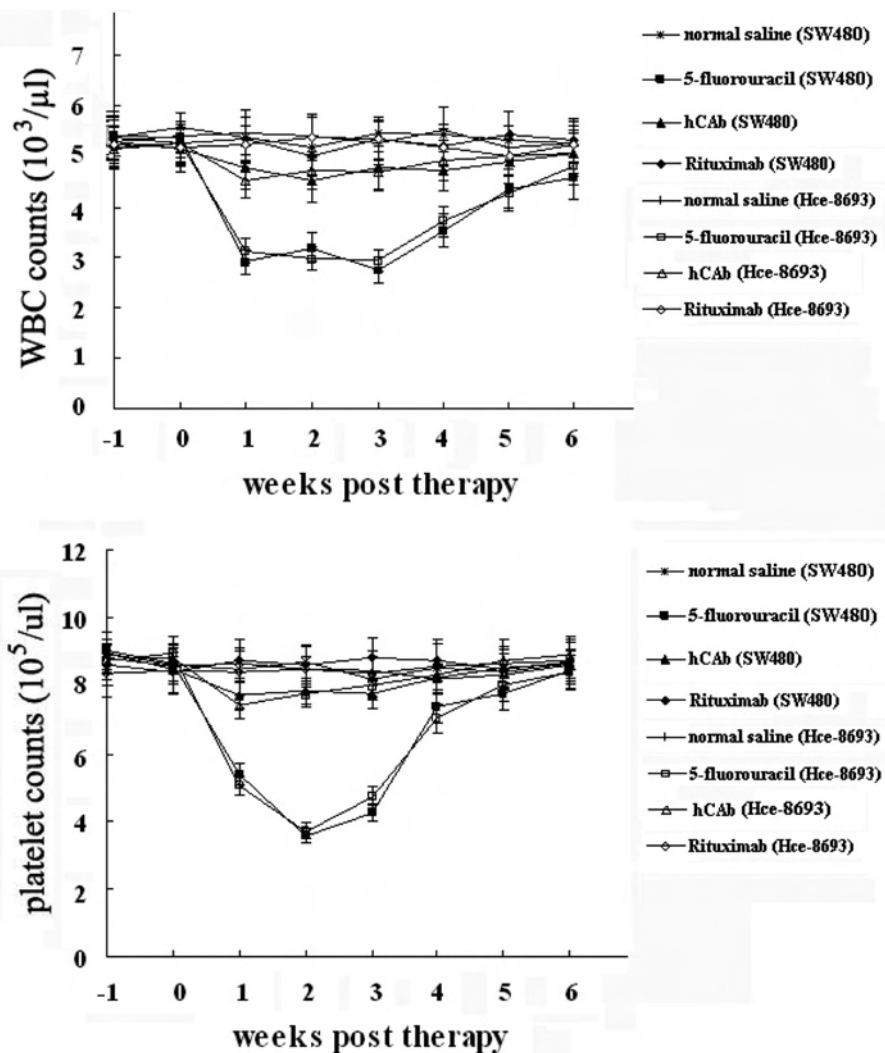 WBC counts (10³/µl)
7
6
5
4
3
2
1
0
-1 0 1 2 3 4 5 6
weeks post therapy
normal saline (SW480)
5-fluorouracil (SW480)
hCAb (SW480)
Rituximab (SW480)
normal saline (Hce-8693)
5-fluorouracil (Hce-8693)
hCAb (Hce-8693)
Rituximab (Hce-8693)
platelet counts (10⁵/ul)
12
10
8
6
4
2
0
-1 0 1 2 3 4 5 6
weeks post therapy
normal saline (SW480)
5-fluorouracil (SW480)
hCAb (SW480)
Rituximab (SW480)
normal saline (Hce-8693)
5-fluorouracil (Hce-8693)
hCAb (Hce-8693)
Rituximab (Hce-8693)